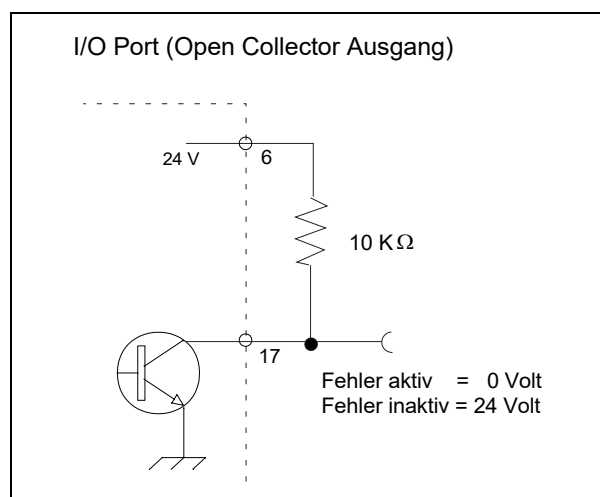 I/O Port (Open Collector Ausgang)
24 V
6
10 KΩ
17
Fehler aktiv = 0 Volt
Fehler inaktiv = 24 Volt